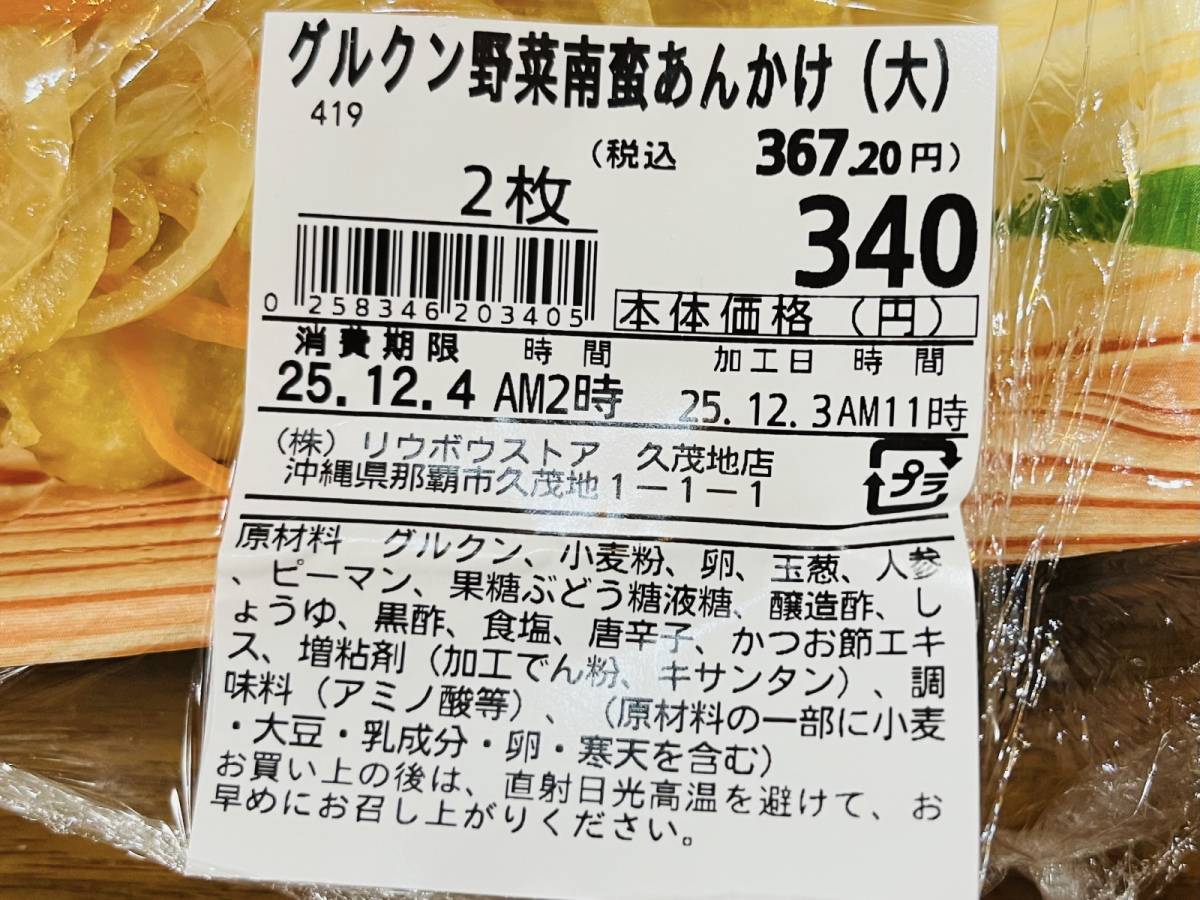 グルクン野菜南蛮あんかけ（大）
419
（税込 367.20円）
2枚
340
0 258346 203405
本体価格（円）
消費期限 時間 加工日 時間
25.12.4 AM2時 25.12.3 AM11時
（株）リウボウストア 久茂地店
沖縄県那覇市久茂地1ー1ー1
プラ
原材料 グルクン、小麦粉、卵、玉葱、人参
、ピーマン、果糖ぶどう糖液糖、醸造酢、し
ょうゆ、黒酢、食塩、唐辛子、かつお節エキ
ス、増粘剤（加工でん粉、キサンタン）、調
味料（アミノ酸等）、（原材料の一部に小麦
・大豆・乳成分・卵・寒天を含む）
お買い上の後は、直射日光高温を避けて、お
早めにお召し上がりください。